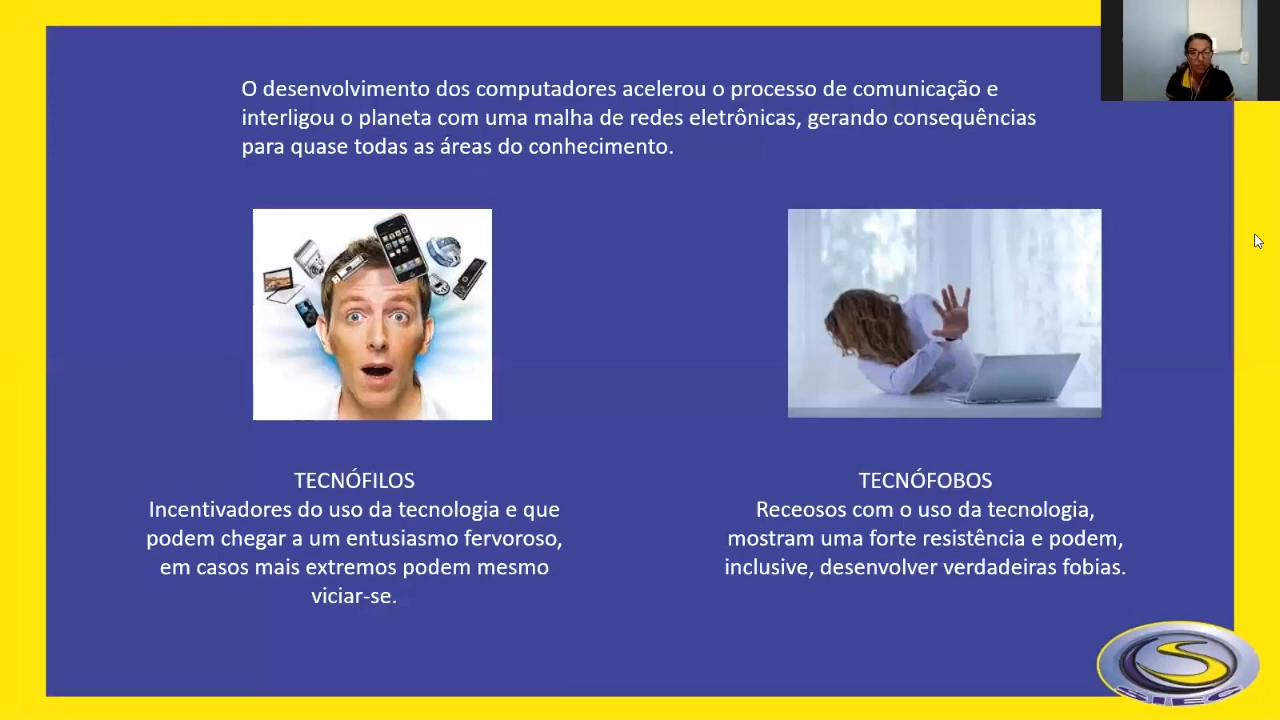 O desenvolvimento dos computadores acelerou o processo de comunicação e
interligou o planeta com uma malha de redes eletrônicas, gerando consequências
para quase todas as áreas do conhecimento.
TECNÓFILOS
Incentivadores do uso da tecnologia e que
podem chegar a um entusiasmo fervoroso,
em casos mais extremos podem mesmo
viciar-se.
TECNÓFOBOS
Receosos com o uso da tecnologia,
mostram uma forte resistência e podem,
inclusive, desenvolver verdadeiras fobias.